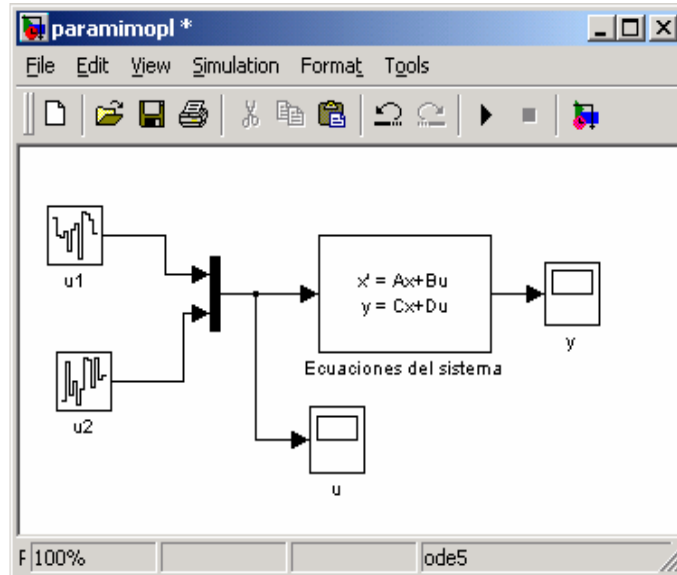 paramimopl *
File Edit View Simulation Format Tools
u1
u2
x' = Ax+Bu
y = Cx+Du
Ecuaciones del sistema
y
u
F 100% ode5